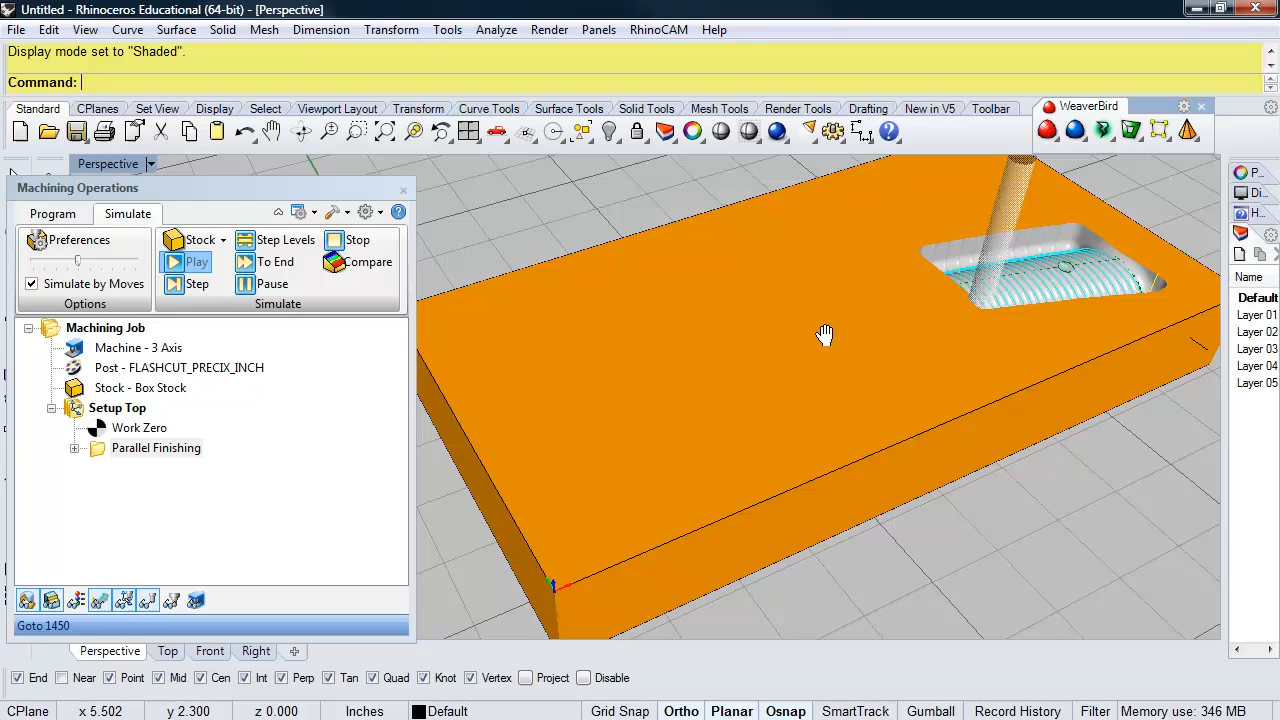 Untitled - Rhinoceros Educational (64-bit) - [Perspective]
File Edit View Curve Surface Solid Mesh Dimension Transform Tools Analyze Render Panels RhinoCAM Help
Display mode set to "Shaded".
Command:
Standard CPlanes Set View Display Select Viewport Layout Transform Curve Tools Surface Tools Solid Tools Mesh Tools Render Tools Drafting New in V5 Toolbar
WeaverBird
Perspective
Machining Operations
Program Simulate
Preferences Stock Step Levels Stop
Play To End Compare
Simulate by Moves Step Pause
Options Simulate
Machining Job
Machine - 3 Axis
Post - FLASHCUT_PRECIX_INCH
Stock - Box Stock
Setup Top
Work Zero
Parallel Finishing
Goto 1450
P...
Di...
H...
Name
Default
Layer 01
Layer 02
Layer 03
Layer 04
Layer 05
Perspective Top Front Right
End Near Point Mid Cen Int Perp Tan Quad Knot Vertex Project Disable
CPlane x 5.502 y 2.300 z 0.000 Inches Default Grid Snap Ortho Planar Osnap SmartTrack Gumball Record History Filter Memory use: 346 MB